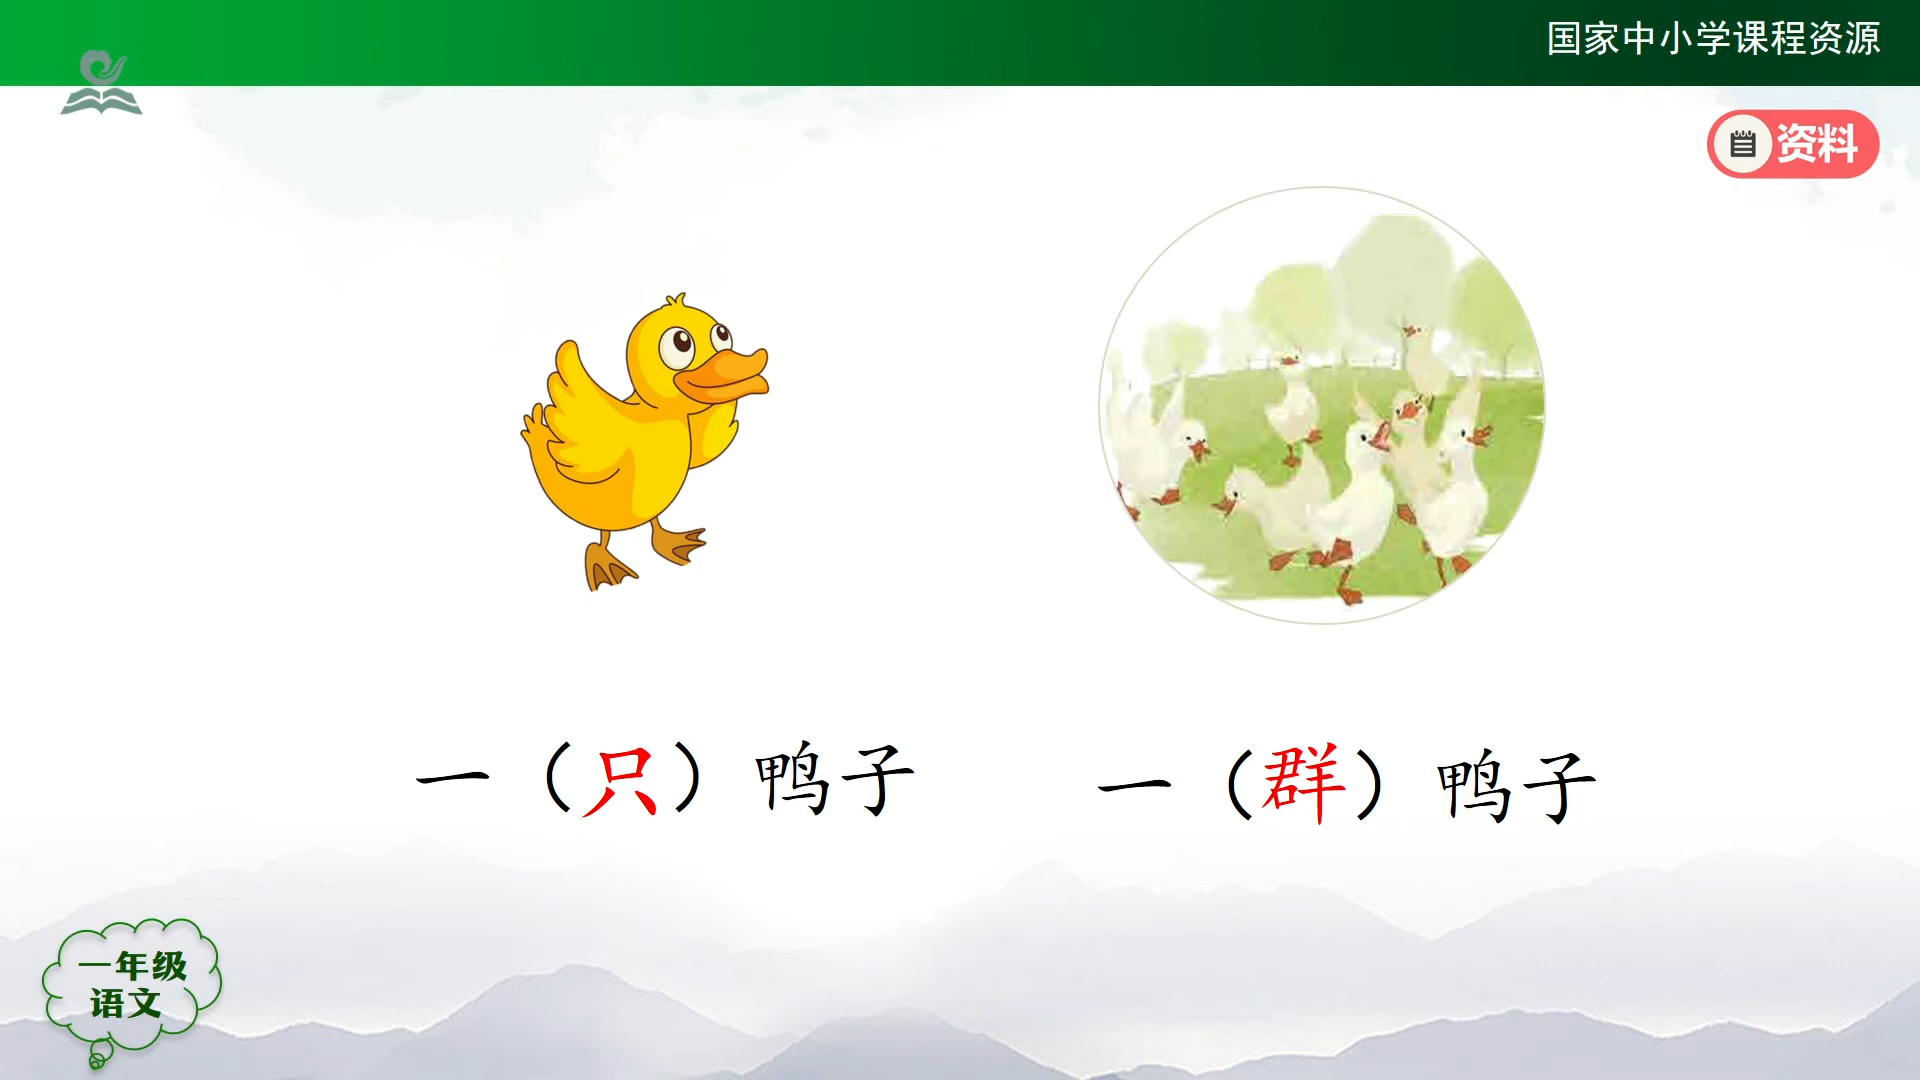 国家中小学课程资源
资料
一（只）鸭子
一（群）鸭子
一年级
语文